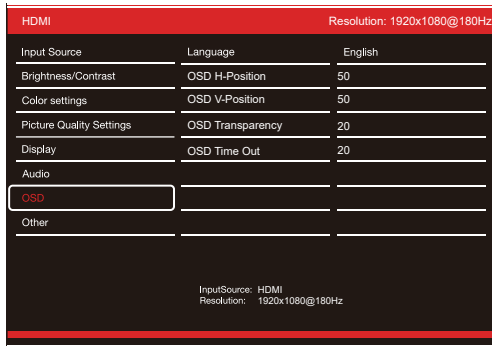 HDMI Resolution: 1920x1080@180Hz
Input Source Language English
Brightness/Contrast OSD H-Position 50
Color settings OSD V-Position 50
Picture Quality Settings OSD Transparency 20
Display OSD Time Out 20
Audio
OSD
Other
InputSource: HDMI
Resolution: 1920x1080@180Hz